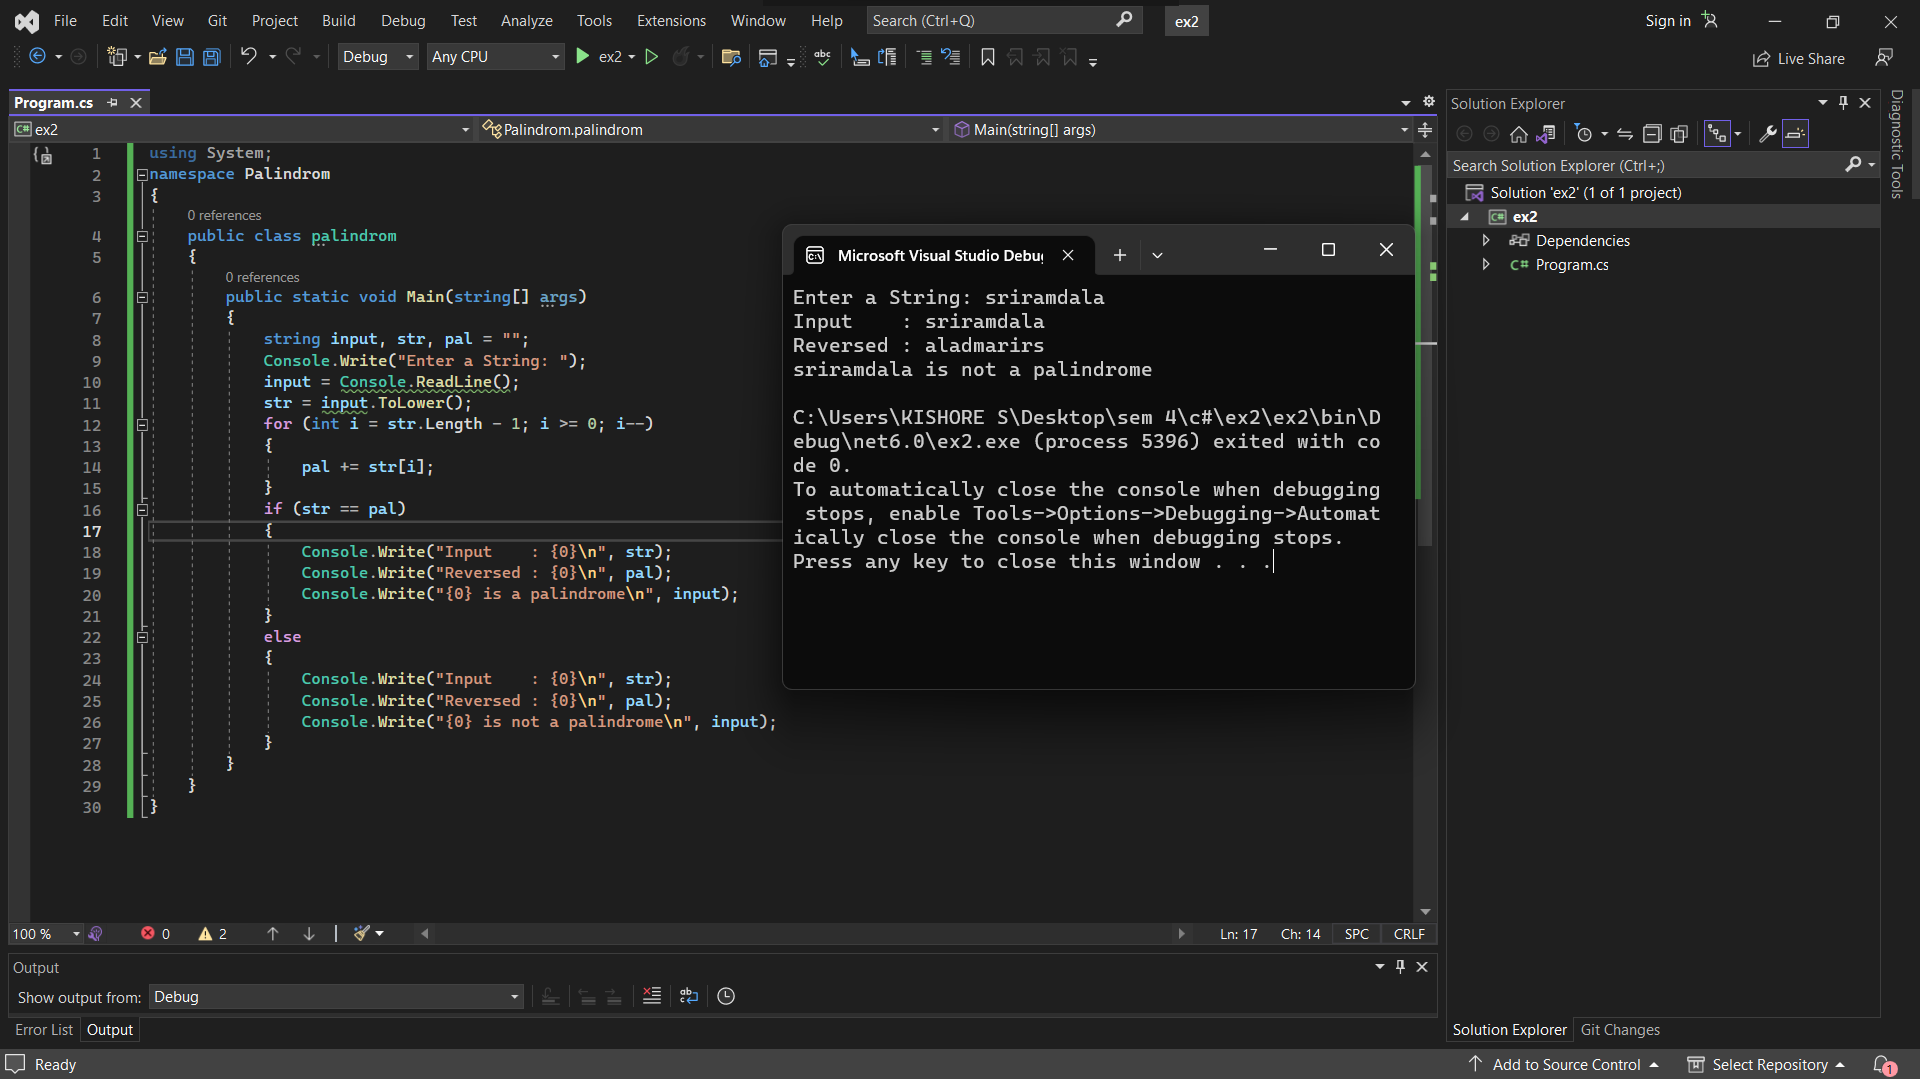 File Edit View Git Project Build Debug Test Analyze Tools Extensions Window Help Search (Ctrl+Q) ex2 Sign in
Debug Any CPU ex2 abc Live Share
Program.cs
C# ex2 Palindrom.palindrom Main(string[] args)
1 using System;
2 namespace Palindrom
3 {
0 references
4 public class palindrom
5 {
0 references
6 public static void Main(string[] args)
7 {
8 string input, str, pal = "";
9 Console.Write("Enter a String: ");
10 input = Console.ReadLine();
11 str = input.ToLower();
12 for (int i = str.Length - 1; i >= 0; i--)
13 {
14 pal += str[i];
15 }
16 if (str == pal)
17 {
18 Console.Write("Input    : {0}\n", str);
19 Console.Write("Reversed : {0}\n", pal);
20 Console.Write("{0} is a palindrome\n", input);
21 }
22 else
23 {
24 Console.Write("Input    : {0}\n", str);
25 Console.Write("Reversed : {0}\n", pal);
26 Console.Write("{0} is not a palindrome\n", input);
27 }
28 }
29 }
30 }
Microsoft Visual Studio Debug
Enter a String: sriramdala
Input    : sriramdala
Reversed : aladmarirs
sriramdala is not a palindrome
C:\Users\KISHORE S\Desktop\sem 4\c#\ex2\ex2\bin\D
ebug\net6.0\ex2.exe (process 5396) exited with co
de 0.
To automatically close the console when debugging
 stops, enable Tools->Options->Debugging->Automat
ically close the console when debugging stops.
Press any key to close this window . . .
Solution Explorer
Search Solution Explorer (Ctrl+;)
Solution 'ex2' (1 of 1 project)
C# ex2
Dependencies
C# Program.cs
Diagnostic Tools
100 % 0 2 Ln: 17 Ch: 14 SPC CRLF
Output
Show output from: Debug
Error List Output
Solution Explorer Git Changes
Ready Add to Source Control Select Repository 1